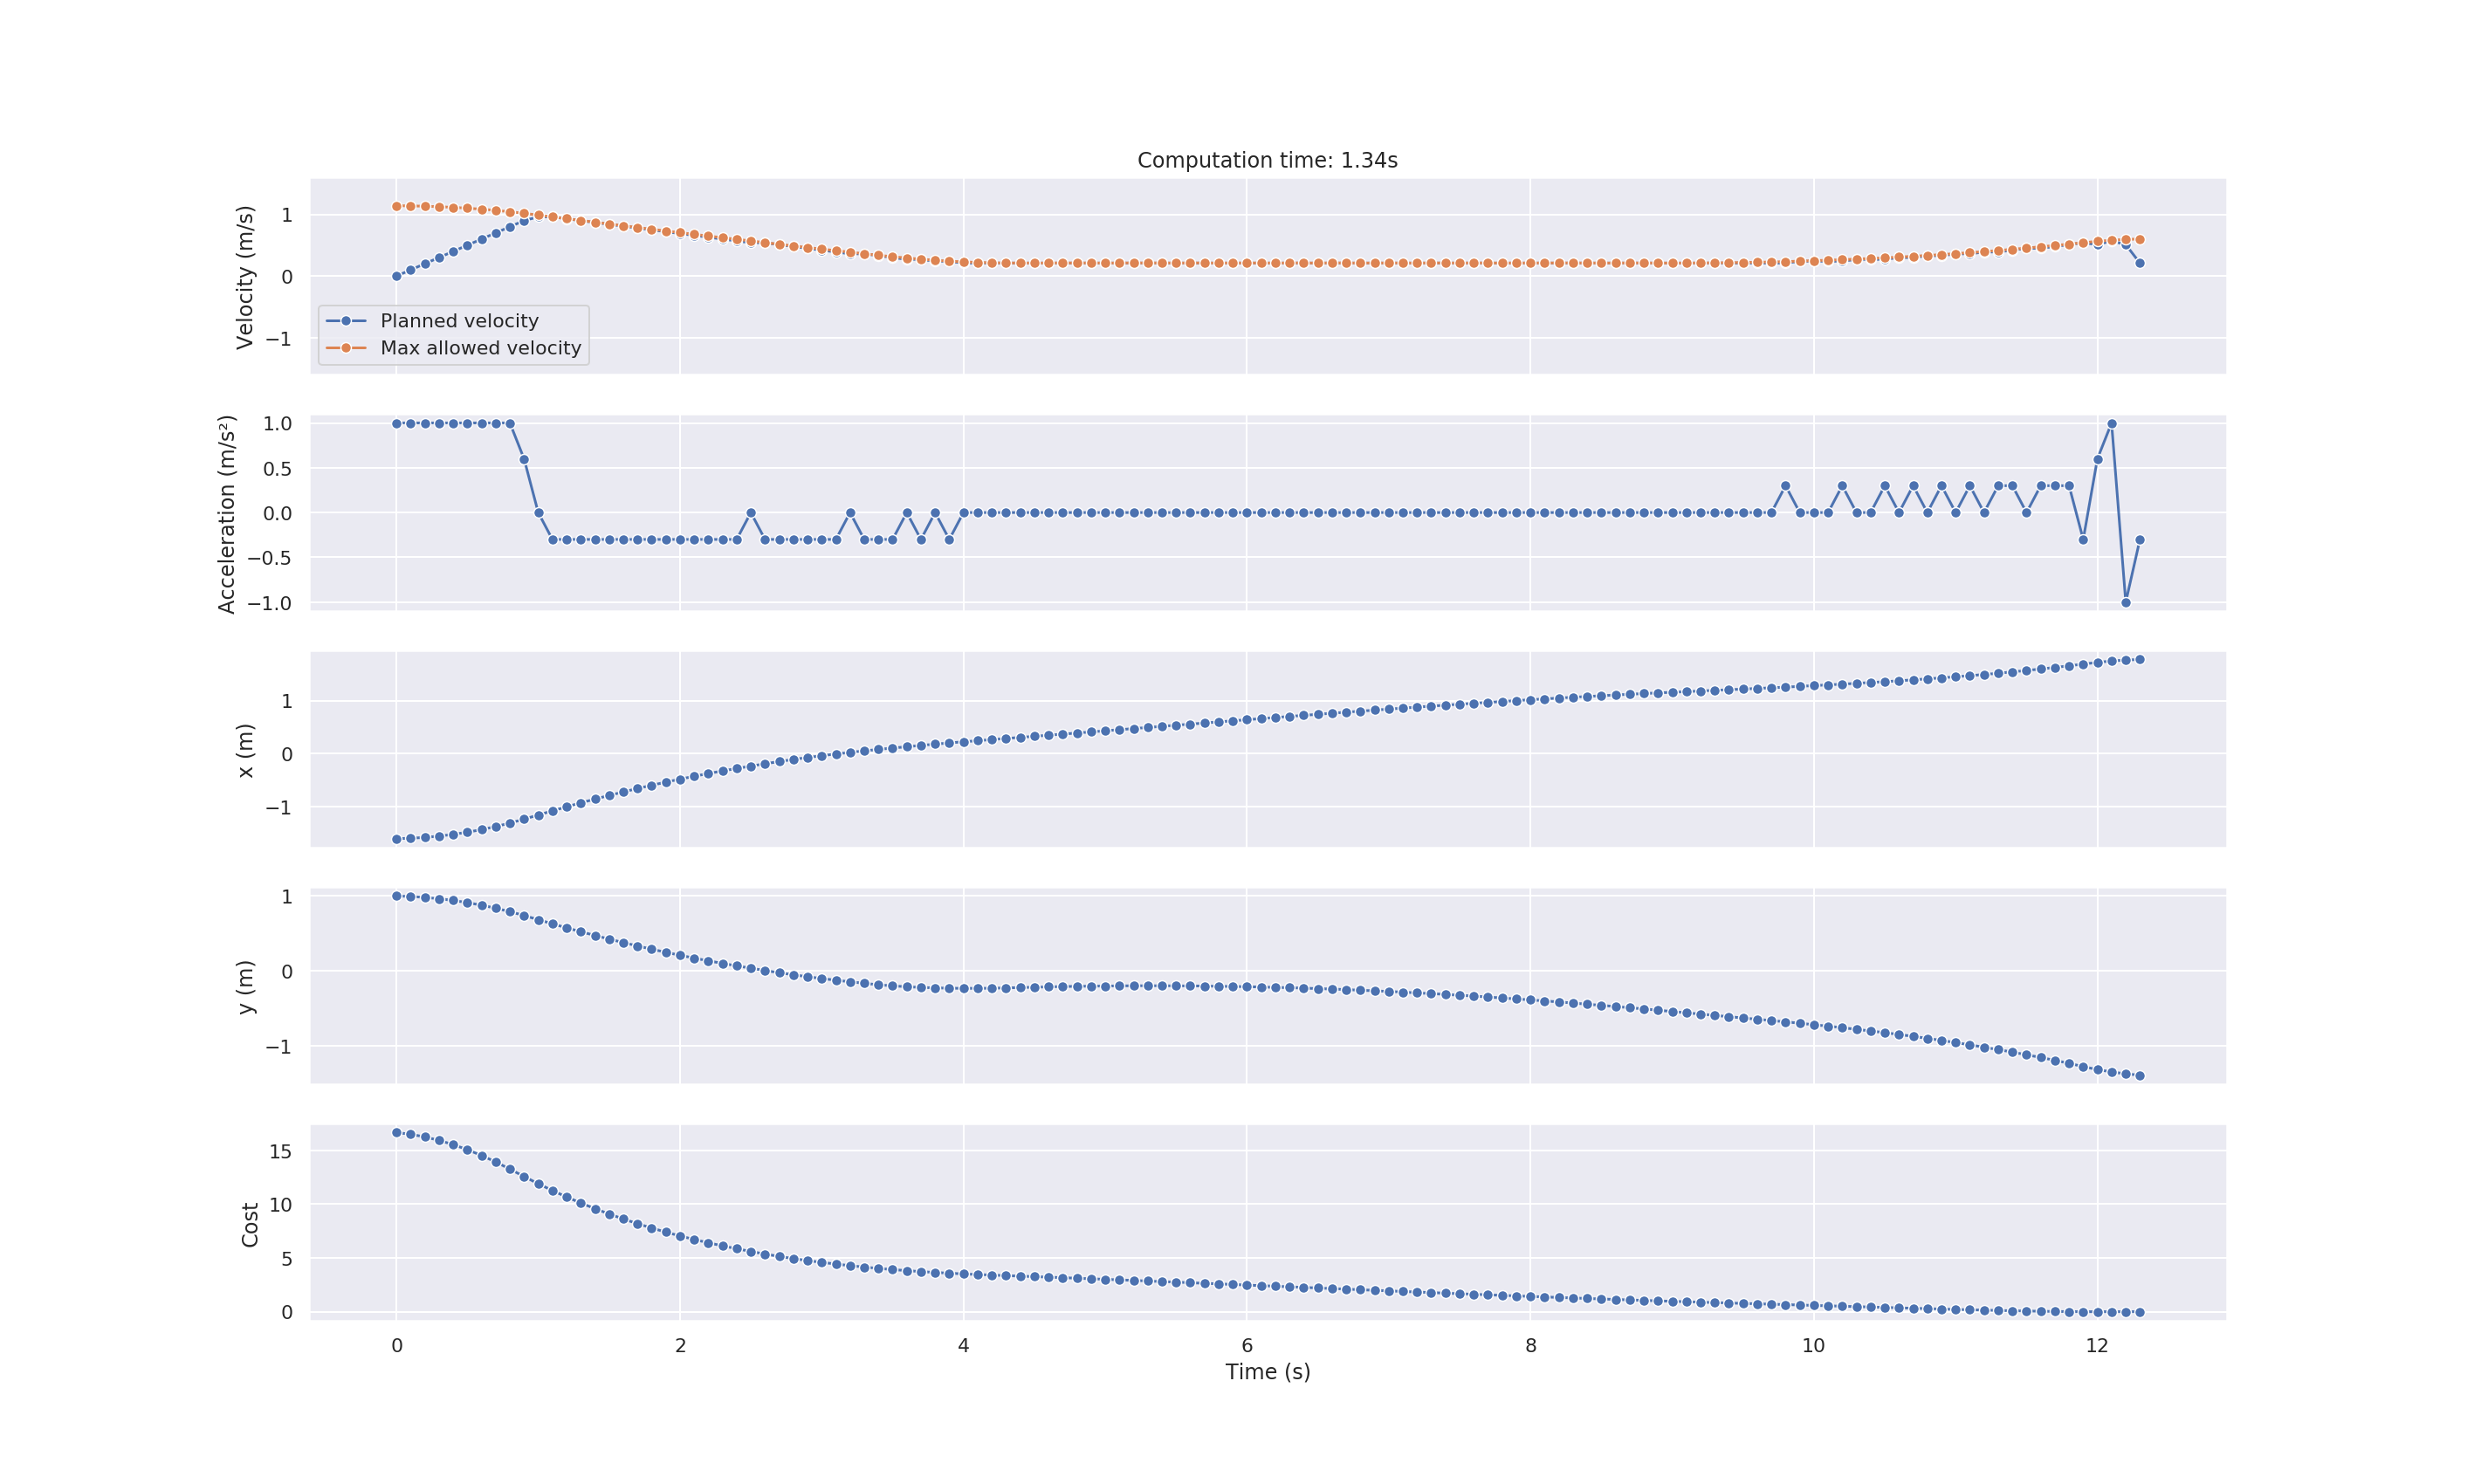 Computation time: 1.34s
Velocity (m/s)
1
0
−1
Planned velocity
Max allowed velocity
Acceleration (m/s²)
1.0
0.5
0.0
−0.5
−1.0
x (m)
1
0
−1
y (m)
1
0
−1
Cost
15
10
5
0
0 2 4 6 8 10 12
Time (s)